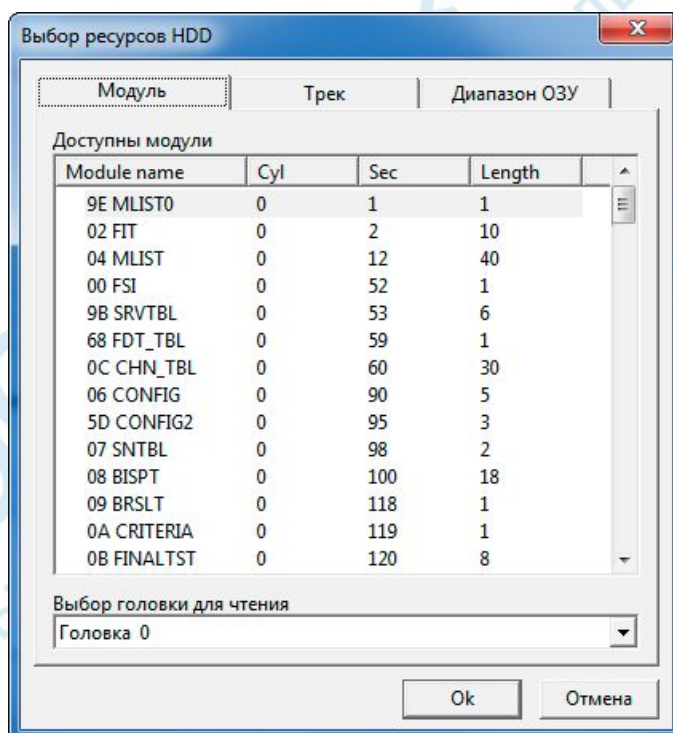 Выбор ресурсов HDD
Модуль Трек Диапазон ОЗУ
Доступны модули
Module name Cyl Sec Length
9E MLIST0 0 1 1
02 FIT 0 2 10
04 MLIST 0 12 40
00 FSI 0 52 1
9B SRVTBL 0 53 6
68 FDT_TBL 0 59 1
0C CHN_TBL 0 60 30
06 CONFIG 0 90 5
5D CONFIG2 0 95 3
07 SNTBL 0 98 2
08 BISPT 0 100 18
09 BRSLT 0 118 1
0A CRITERIA 0 119 1
0B FINALTST 0 120 8
Выбор головки для чтения
Головка 0
Ok Отмена